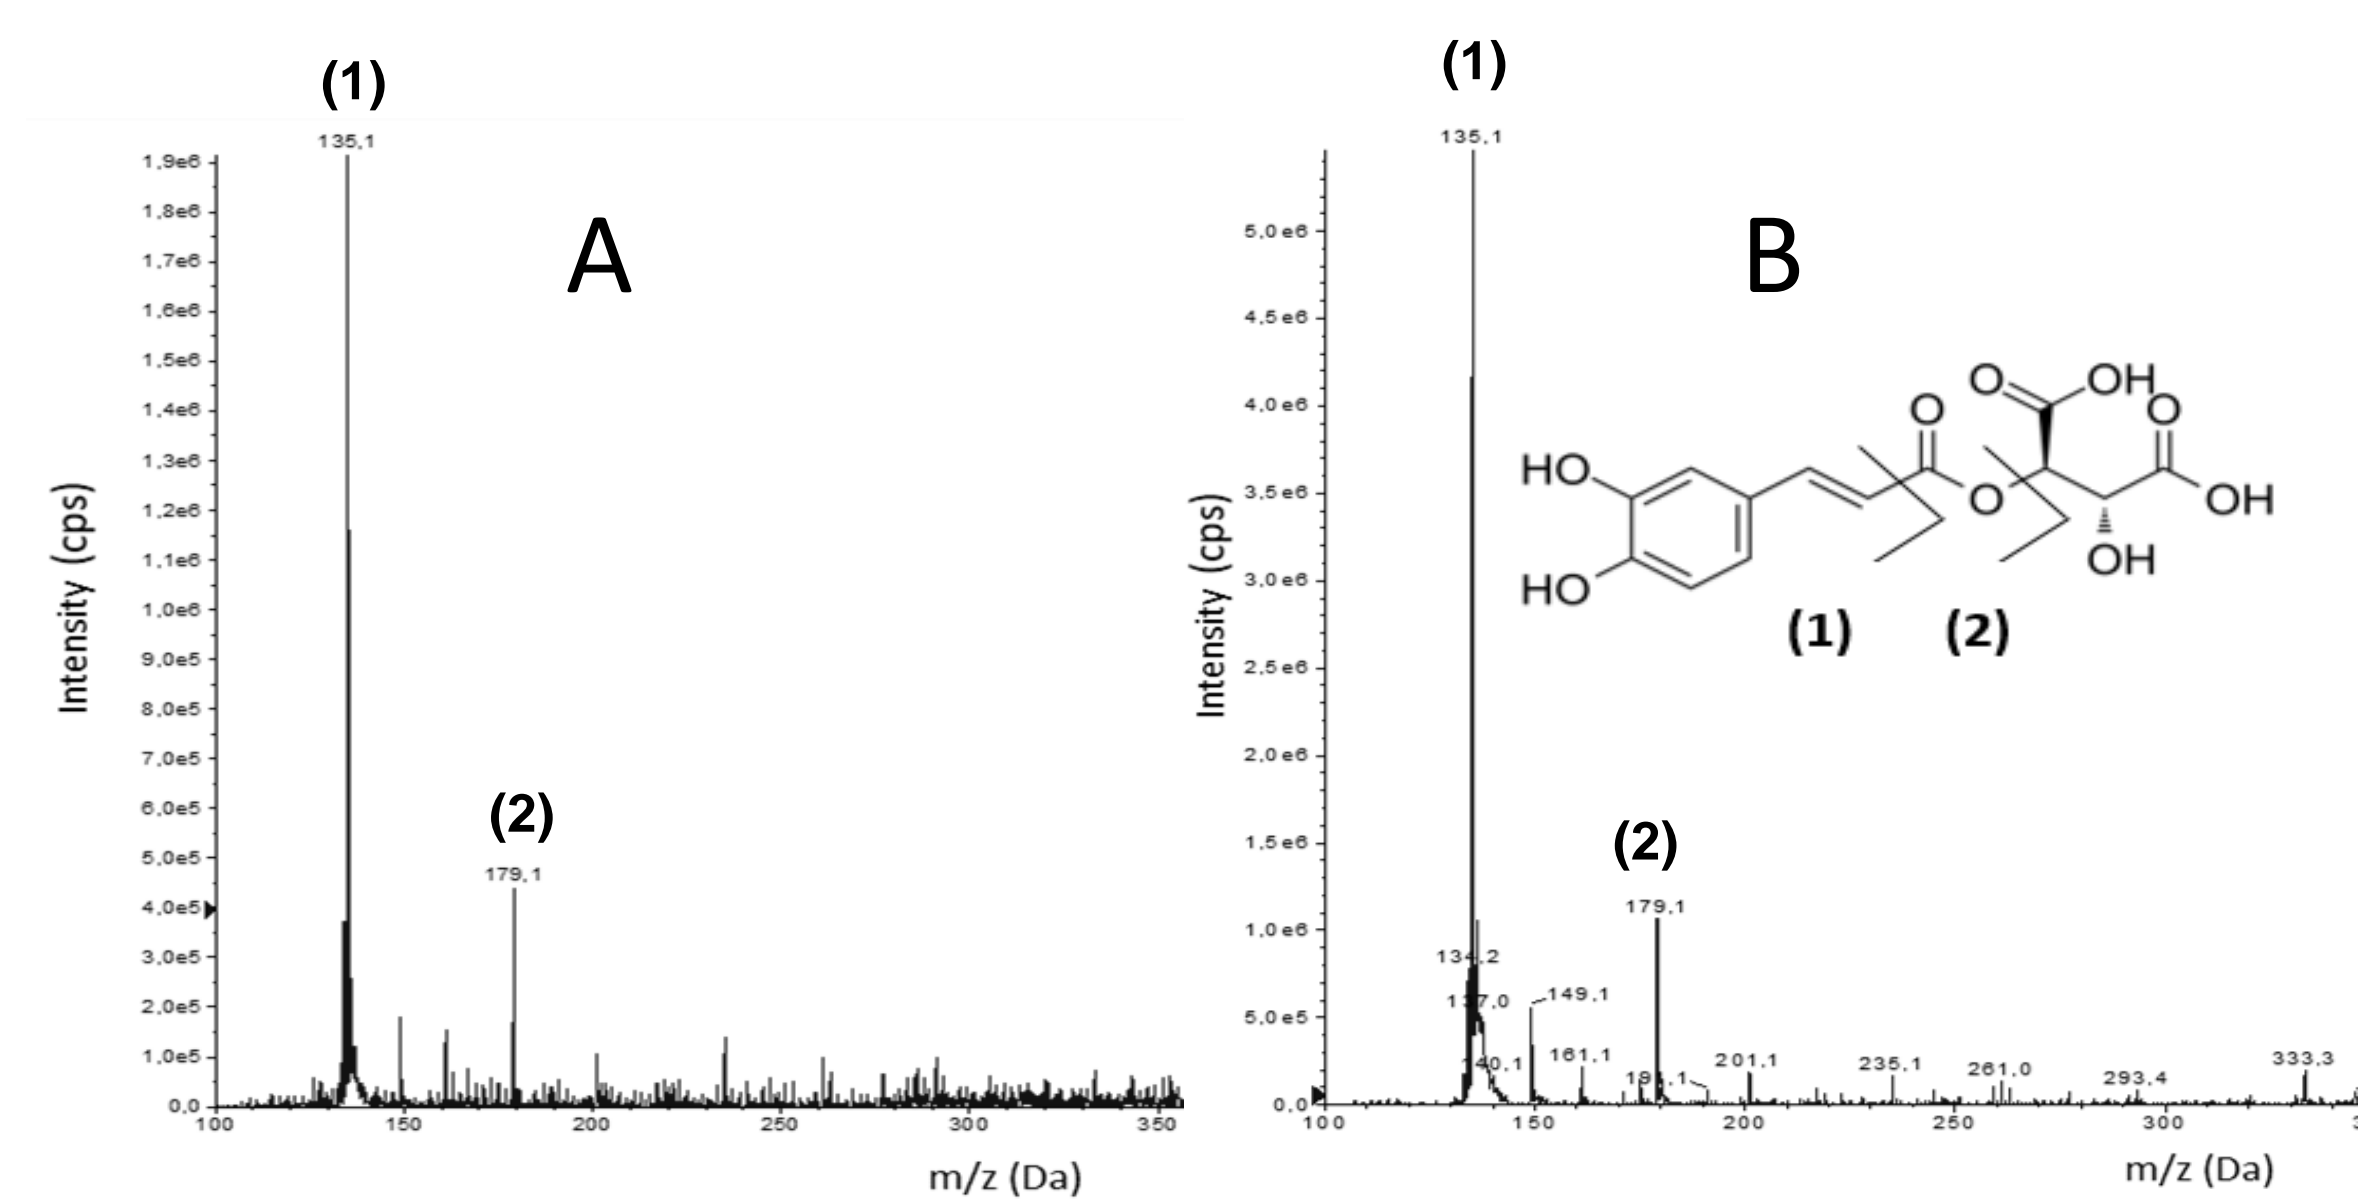 (1)
135,1
1,9e6
1,8e6
1,7e6
1,6e6
1,5e6
1,4e6
1,3e6
1,2e6
1,1e6
1,0e6
9,0e5
8,0e5
7,0e5
6,0e5
5,0e5
4,0e5
3,0e5
2,0e5
1,0e5
0,0
Intensity (cps)
A
(2)
179,1
100
150
200
250
300
350
m/z (Da)
(1)
135,1
5,0e6
4,5e6
4,0e6
3,5e6
3,0e6
2,5e6
2,0e6
1,5e6
1,0e6
5,0e5
0,0
Intensity (cps)
B
O
OH
O
O
HO
O
OH
HO
OH
(1)
(2)
(2)
179,1
134,2
137,0
149,1
161,1
201,1
235,1
261,0
293,4
333,3
100
150
200
250
300
m/z (Da)